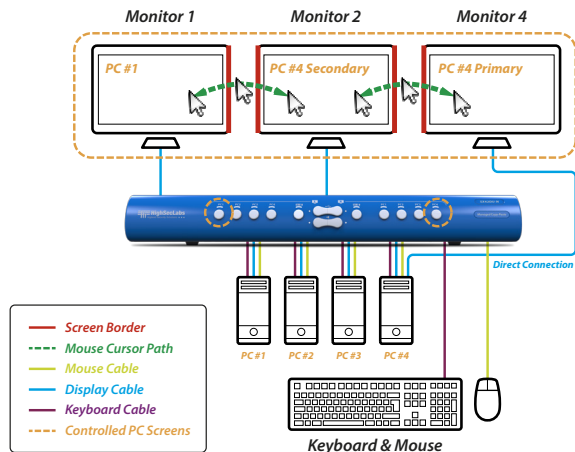 Monitor 1
Monitor 2
Monitor 4
PC #1
PC #4 Secondary
PC #4 Primary
HighSecLabs
Direct Connection
PC #1
PC #2
PC #3
PC #4
Screen Border
Mouse Cursor Path
Mouse Cable
Display Cable
Keyboard Cable
Controlled PC Screens
Keyboard & Mouse